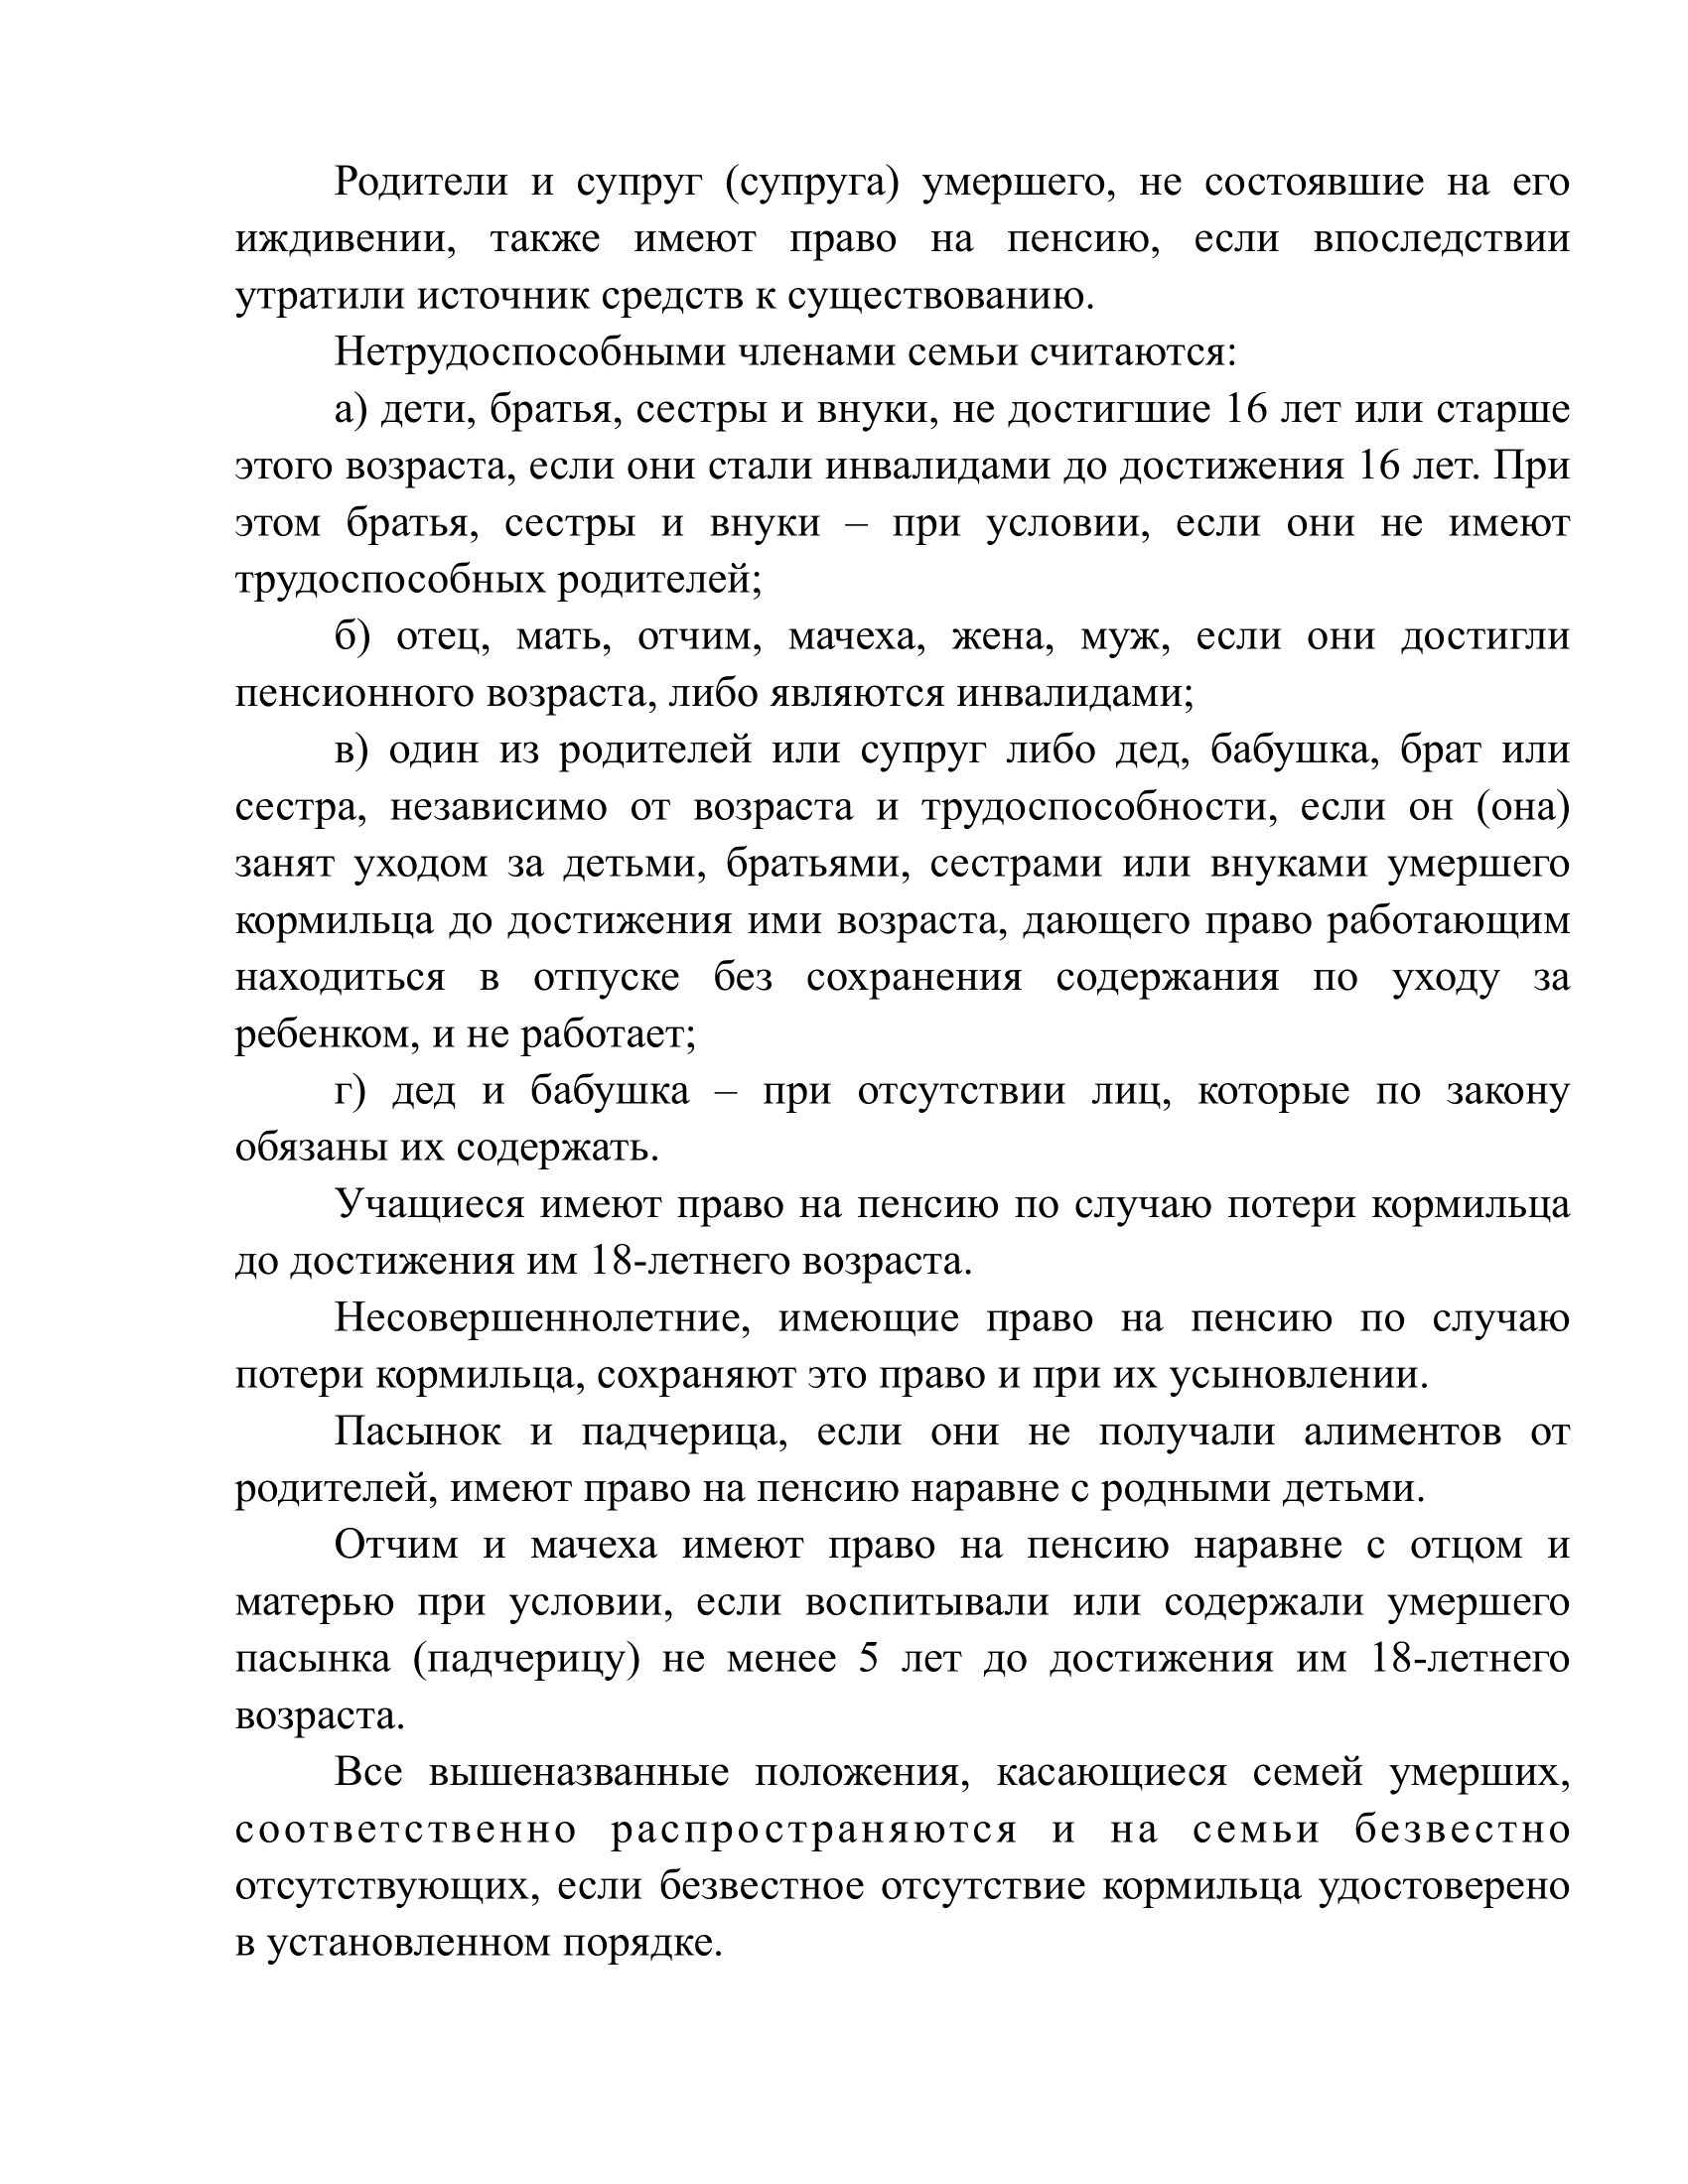 Родители и супруг (супруга) умершего, не состоявшие на его
иждивении, также имеют право на пенсию, если впоследствии
утратили источник средств к существованию.
Нетрудоспособными членами семьи считаются:
а) дети, братья, сестры и внуки, не достигшие 16 лет или старше
этого возраста, если они стали инвалидами до достижения 16 лет. При
этом братья, сестры и внуки – при условии, если они не имеют
трудоспособных родителей;
б) отец, мать, отчим, мачеха, жена, муж, если они достигли
пенсионного возраста, либо являются инвалидами;
в) один из родителей или супруг либо дед, бабушка, брат или
сестра, независимо от возраста и трудоспособности, если он (она)
занят уходом за детьми, братьями, сестрами или внуками умершего
кормильца до достижения ими возраста, дающего право работающим
находиться в отпуске без сохранения содержания по уходу за
ребенком, и не работает;
г) дед и бабушка – при отсутствии лиц, которые по закону
обязаны их содержать.
Учащиеся имеют право на пенсию по случаю потери кормильца
до достижения им 18-летнего возраста.
Несовершеннолетние, имеющие право на пенсию по случаю
потери кормильца, сохраняют это право и при их усыновлении.
Пасынок и падчерица, если они не получали алиментов от
родителей, имеют право на пенсию наравне с родными детьми.
Отчим и мачеха имеют право на пенсию наравне с отцом и
матерью при условии, если воспитывали или содержали умершего
пасынка (падчерицу) не менее 5 лет до достижения им 18-летнего
возраста.
Все вышеназванные положения, касающиеся семей умерших,
соответственно распространяются и на семьи безвестно
отсутствующих, если безвестное отсутствие кормильца удостоверено
в установленном порядке.